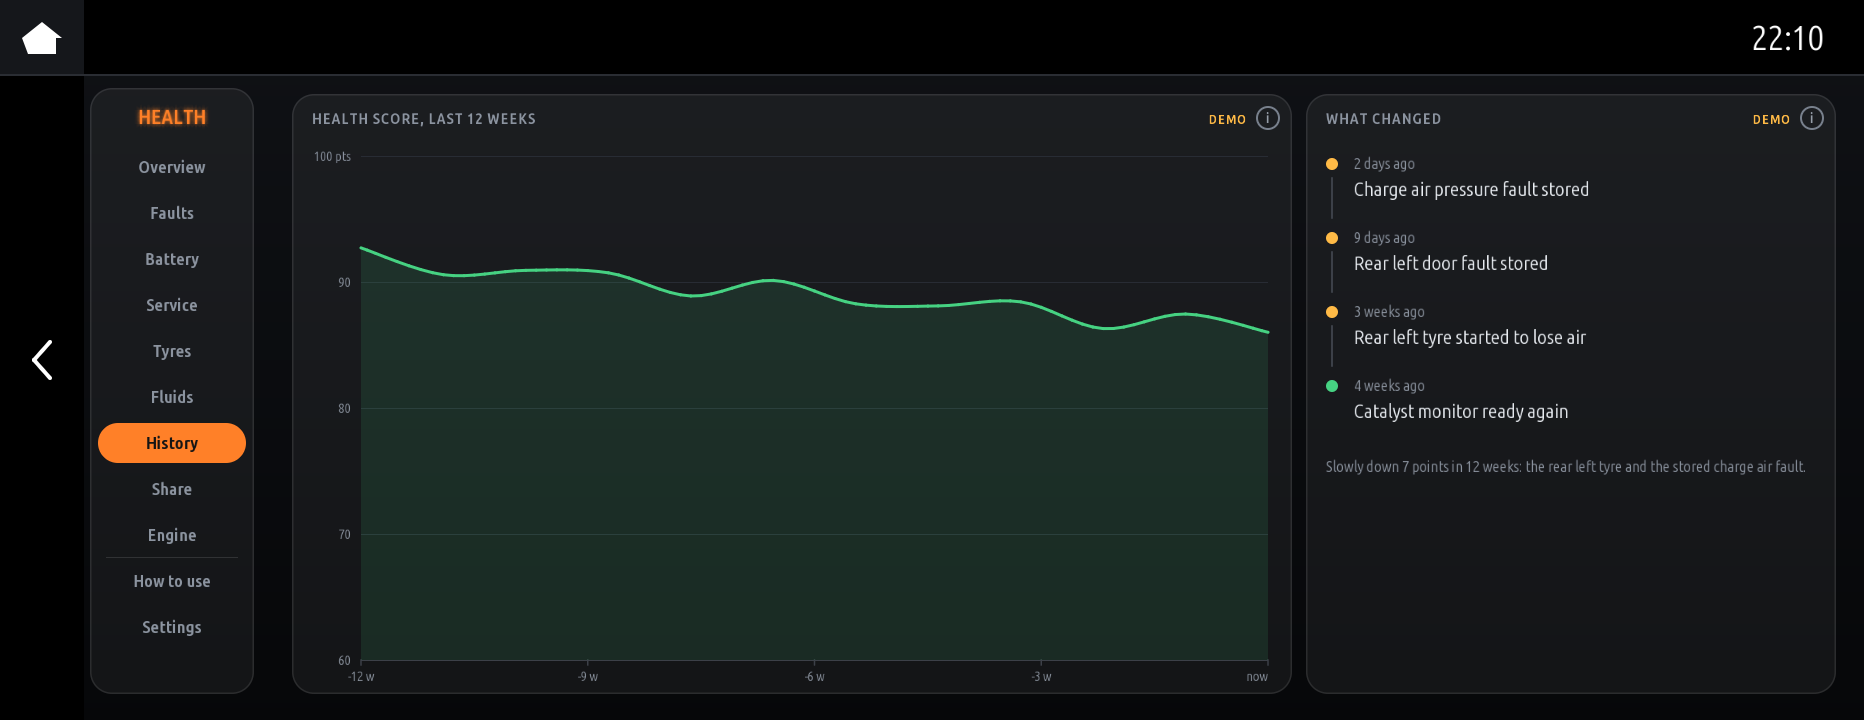 22:10
HEALTH
Overview
Faults
Battery
Service
Tyres
Fluids
History
Share
Engine
How to use
Settings
HEALTH SCORE, LAST 12 WEEKS
DEMO
i
100 pts
90
80
70
60
-12 w
-9 w
-6 w
-3 w
now
WHAT CHANGED
DEMO
i
2 days ago
Charge air pressure fault stored
9 days ago
Rear left door fault stored
3 weeks ago
Rear left tyre started to lose air
4 weeks ago
Catalyst monitor ready again
Slowly down 7 points in 12 weeks: the rear left tyre and the stored charge air fault.